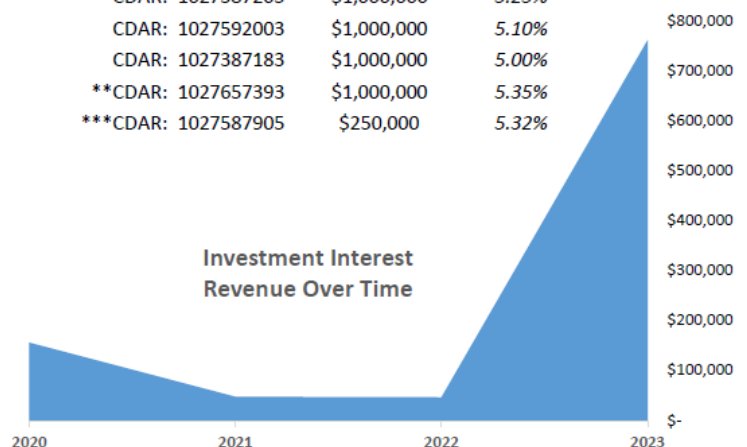 CDAR: 1027592003 $1,000,000 5.10%
CDAR: 1027387183 $1,000,000 5.00%
**CDAR: 1027657393 $1,000,000 5.35%
***CDAR: 1027587905 $250,000 5.32%
Investment Interest
Revenue Over Time
$800,000
$700,000
$600,000
$500,000
$400,000
$300,000
$200,000
$100,000
$-
2020 2021 2022 2023